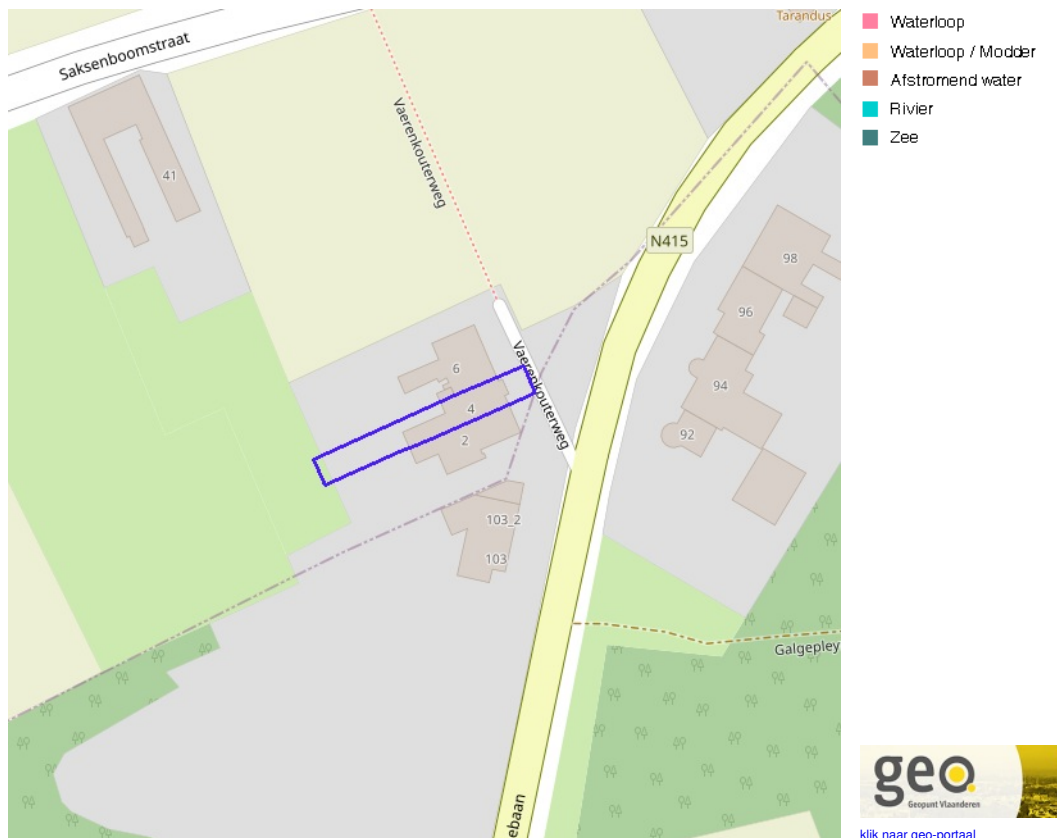 Tarandus
Saksenboomstraat
Vaerenkouterweg
41
N415
98
96
94
92
Vaerenkouterweg
6
4
2
103_2
103
Galgepley
ebaan
Waterloop
Waterloop / Modder
Afstromend water
Rivier
Zee
geo
Geopunt Vlaanderen
klik naar geo-portaal